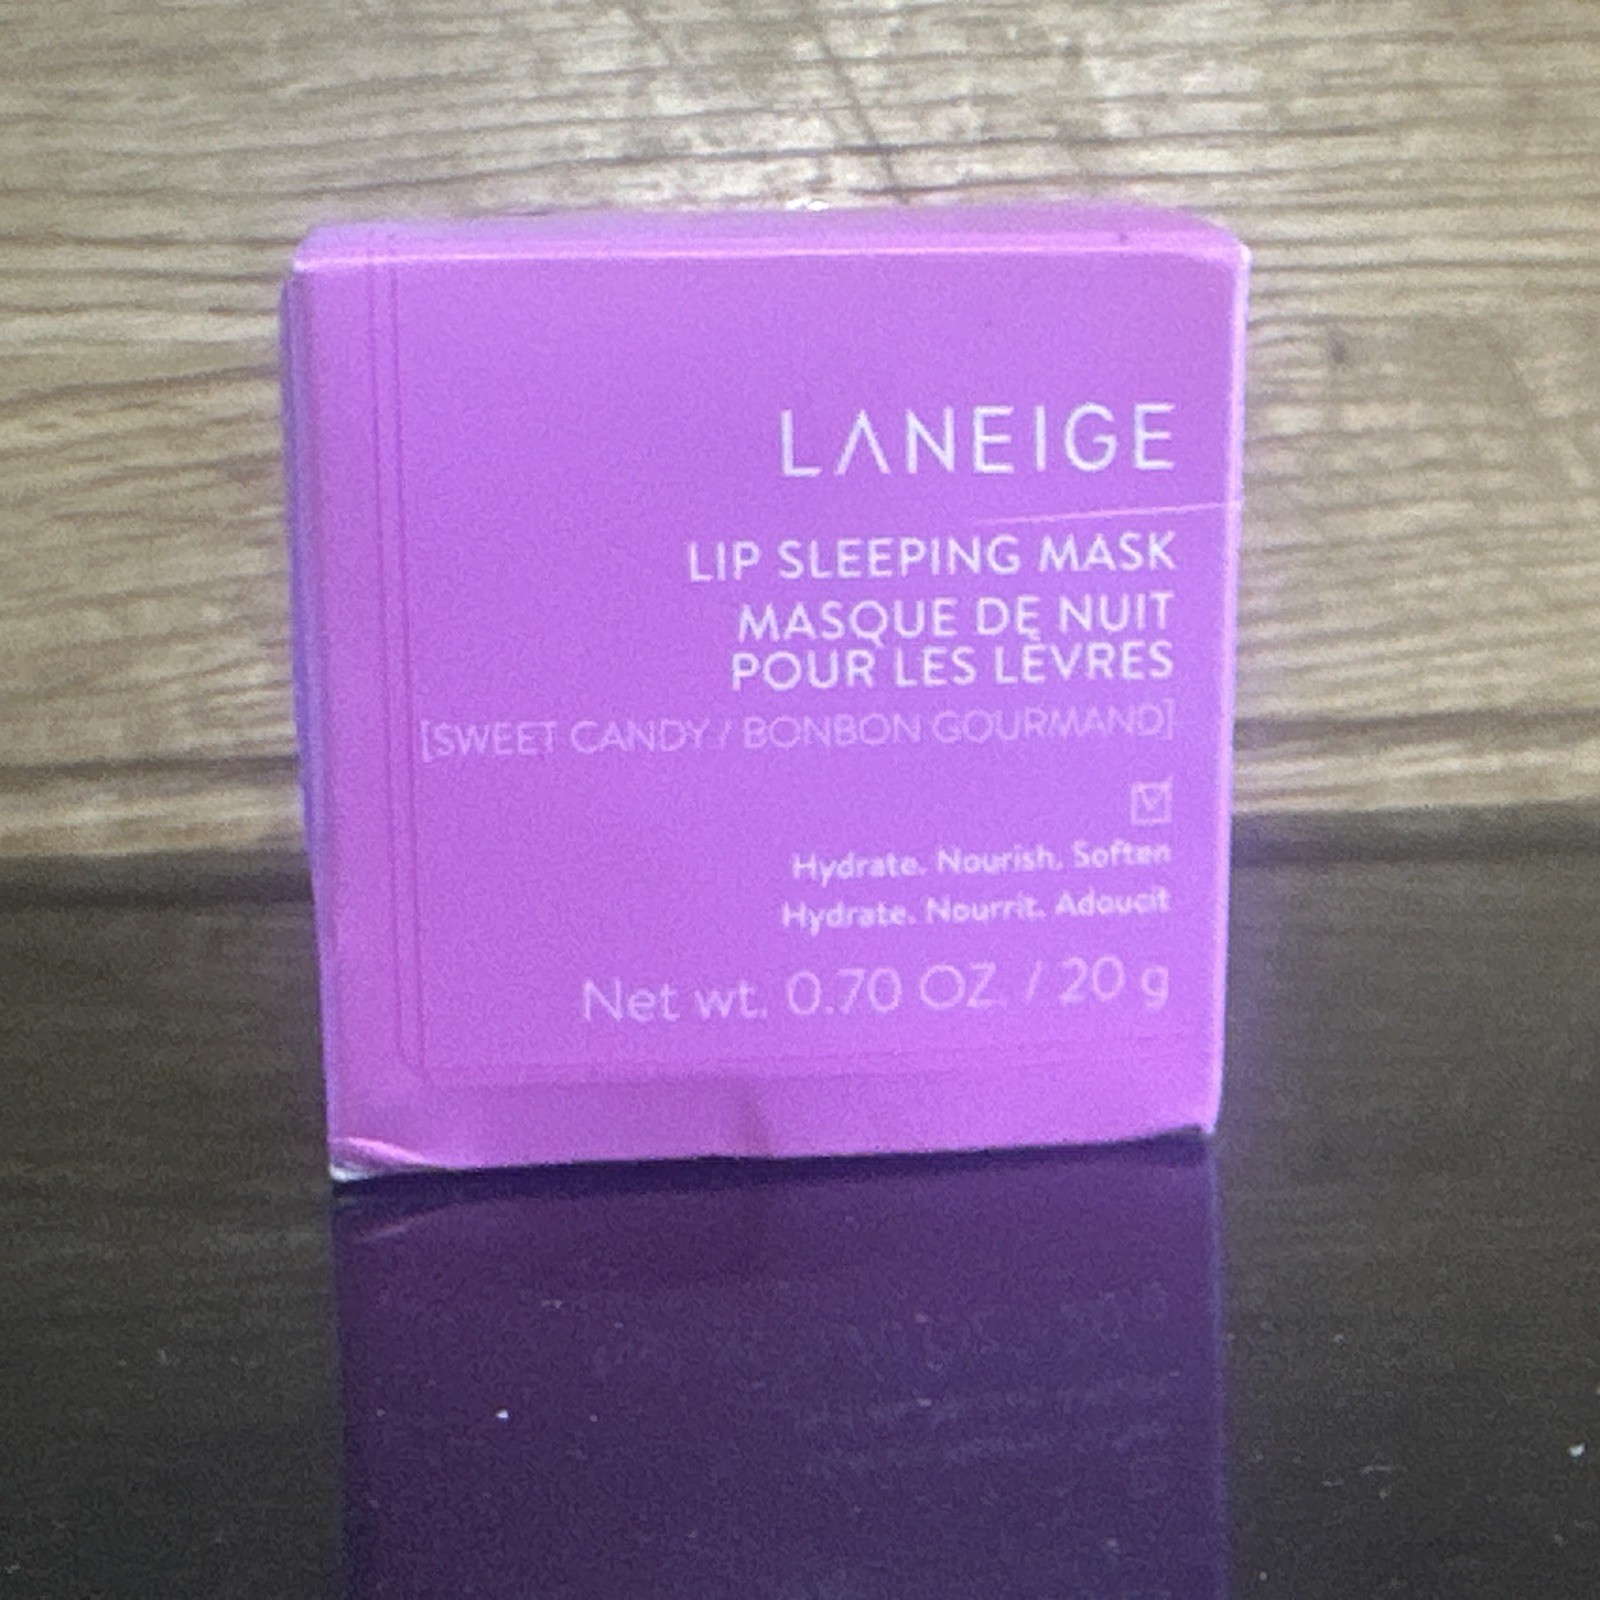 LANEIGE
LIP SLEEPING MASK
MASQUE DE NUIT
POUR LES LÈVRES
[SWEET CANDY / BONBON GOURMAND]
Hydrate. Nourish. Soften
Hydrate. Nourrit. Adoucit
Net wt. 0.70 OZ. / 20 g